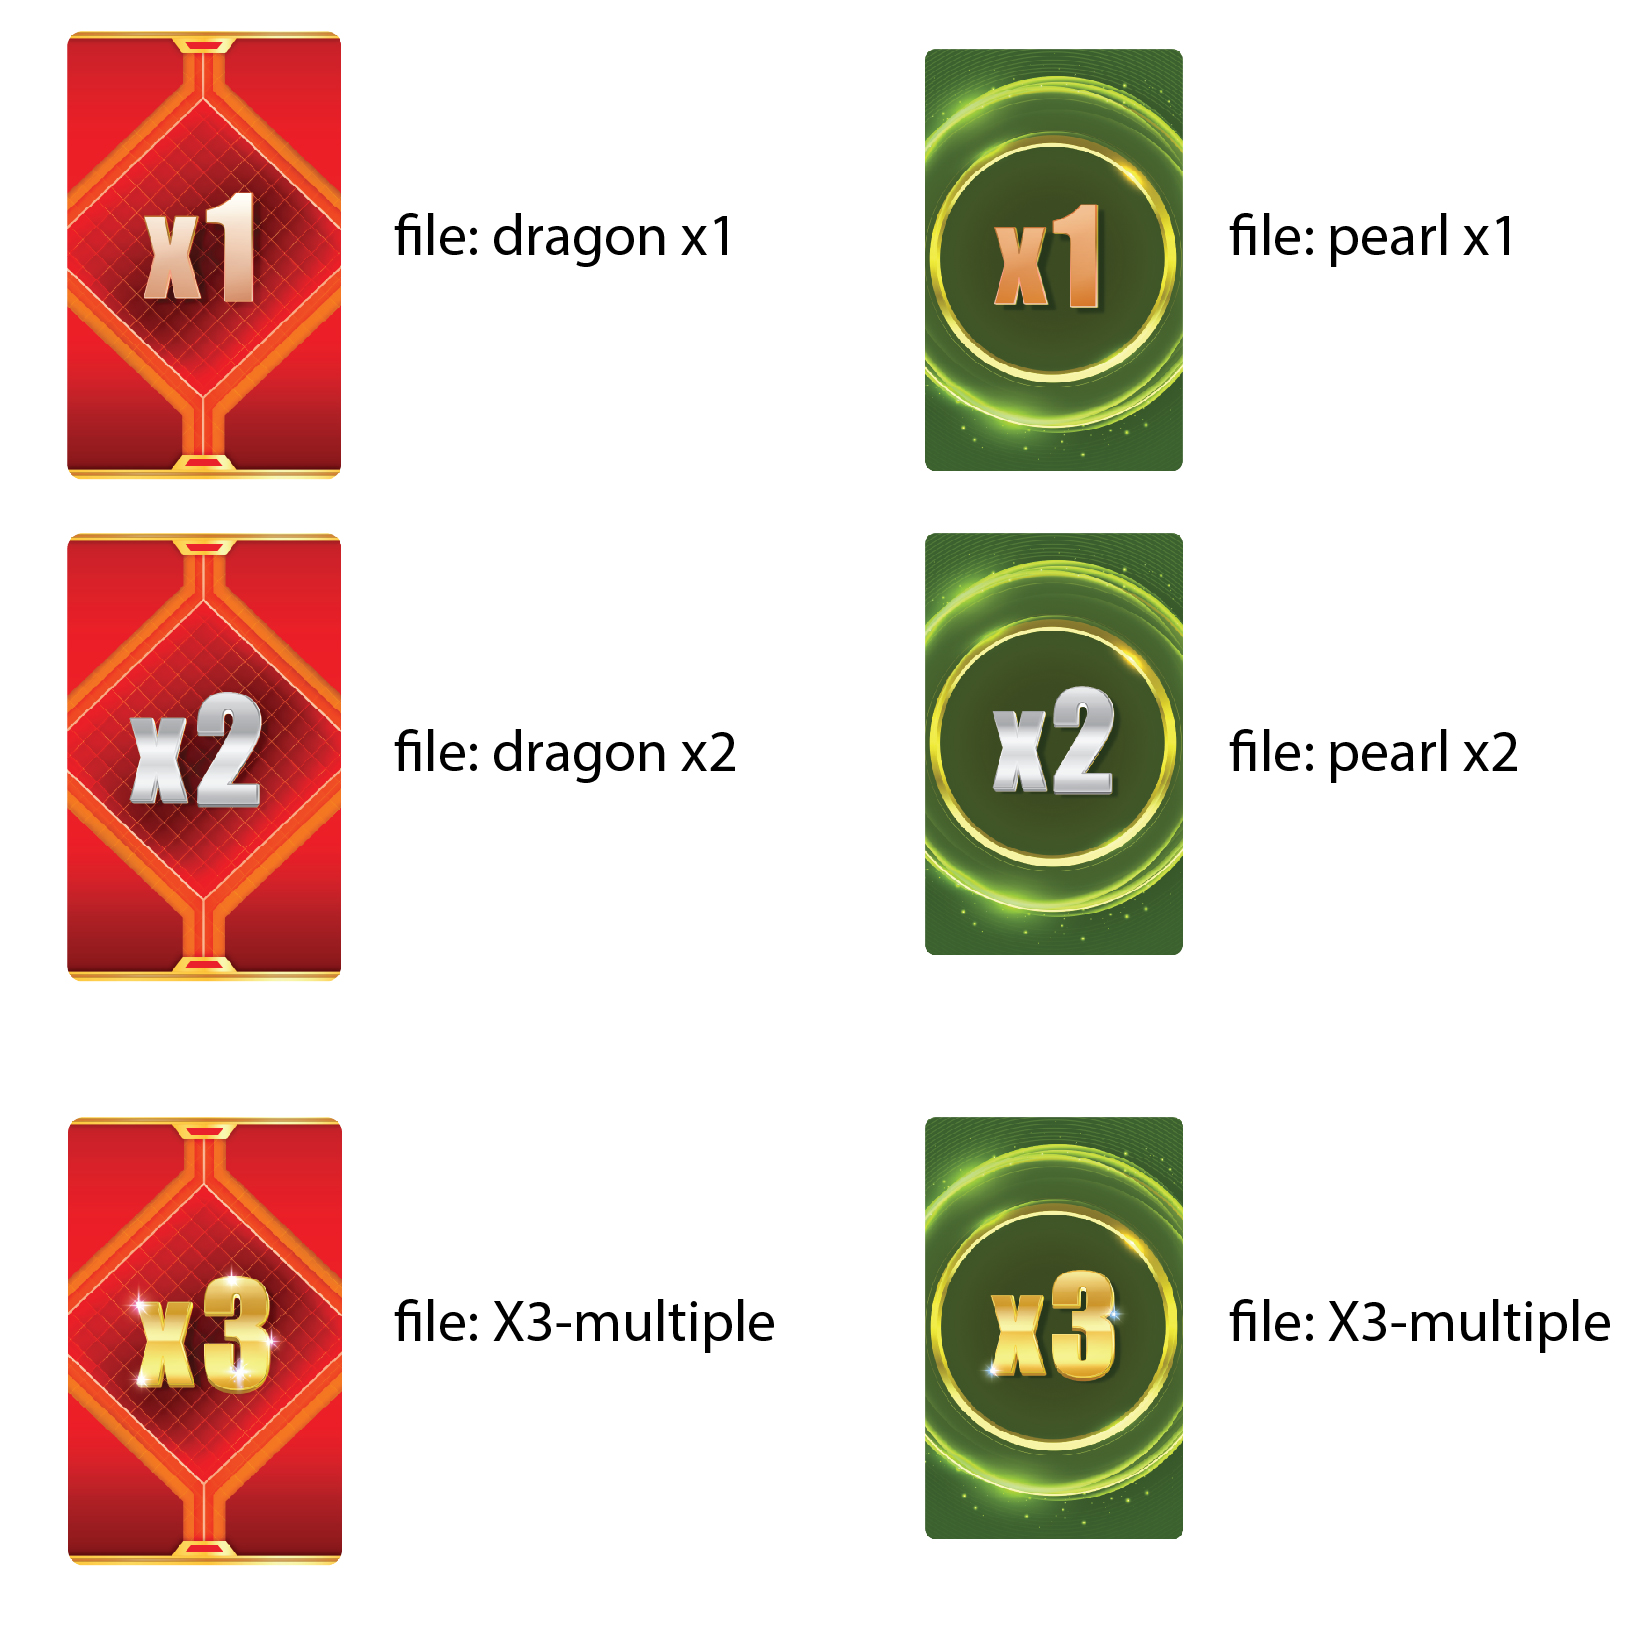 x1
file: dragon x1
x1
file: pearl x1
x2
file: dragon x2
x2
file: pearl x2
x3
file: X3-multiple
x3
file: X3-multiple